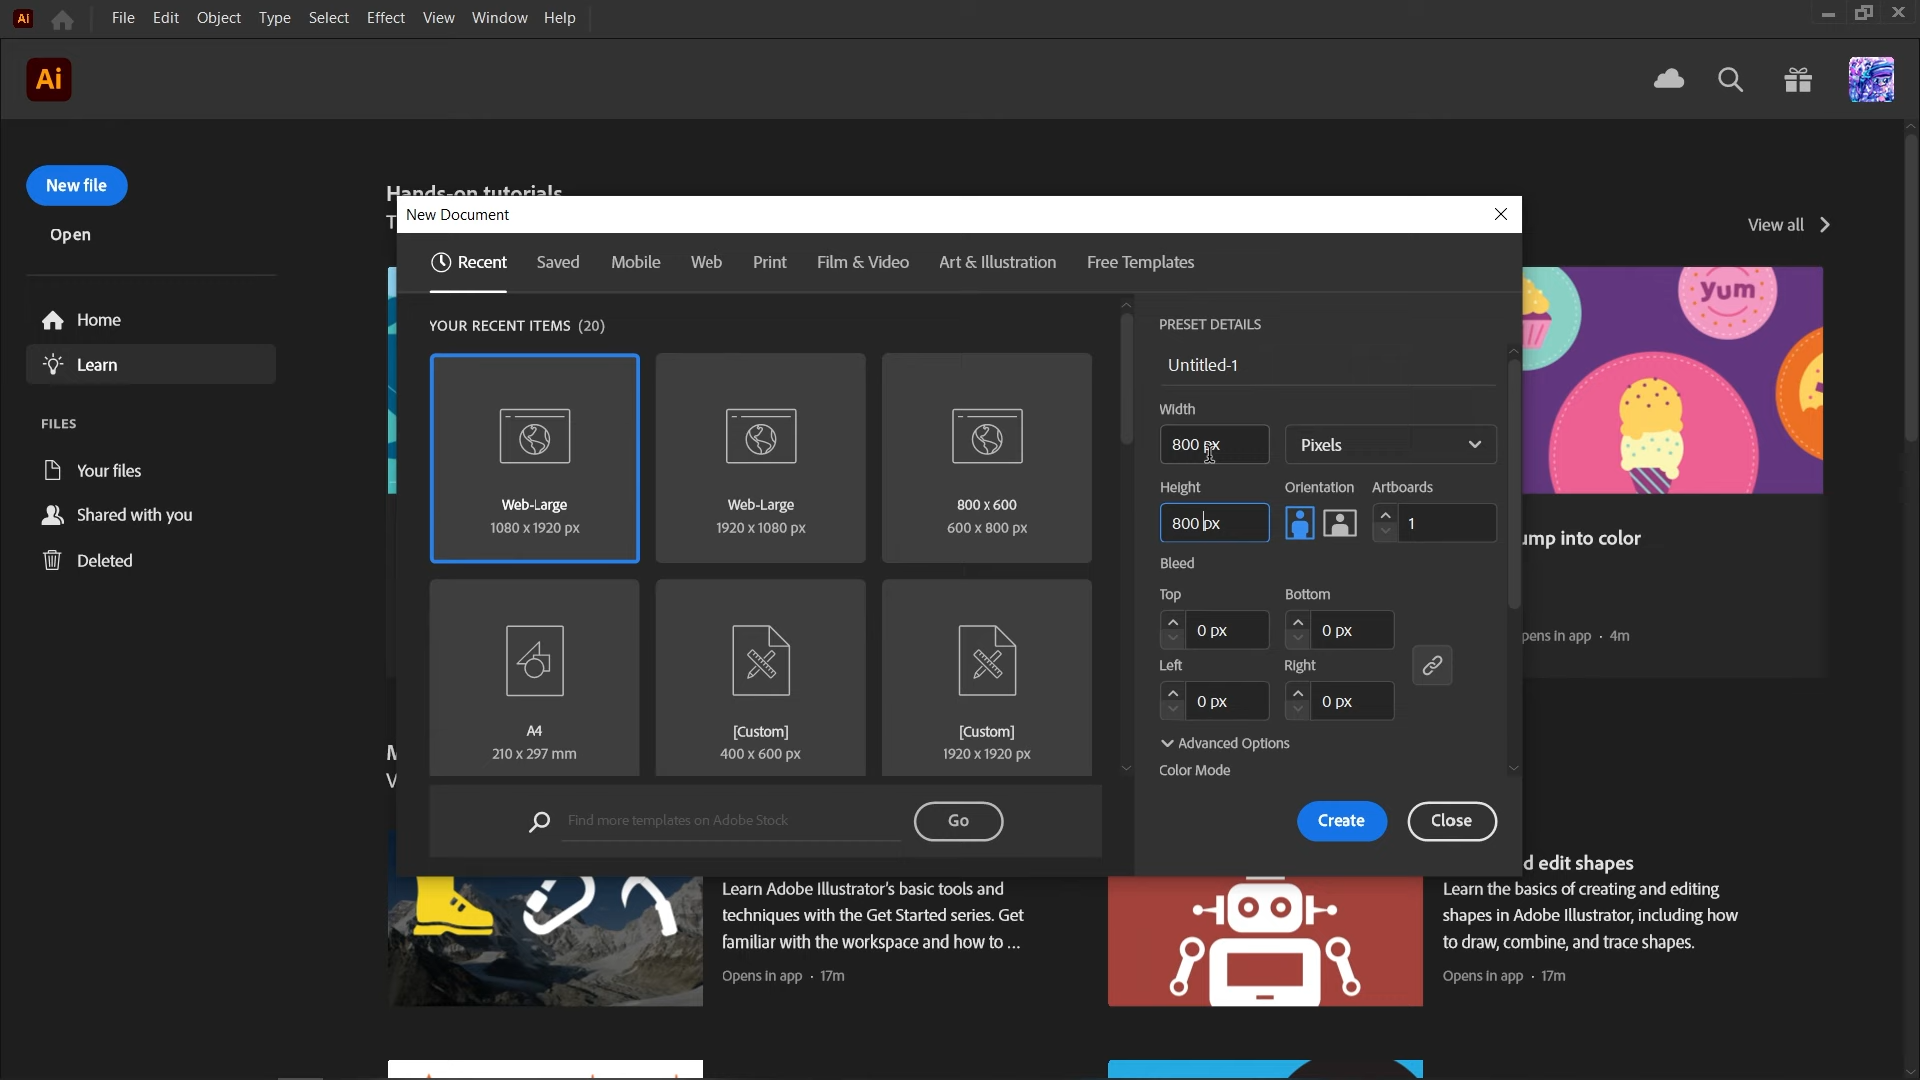 Ai
File Edit Object Type Select Effect View Window Help
Ai
New file
Open
Home
Learn
FILES
Your files
Shared with you
Deleted
Hands-on tutorials
View all
Yum
New Document
Recent Saved Mobile Web Print Film & Video Art & Illustration Free Templates
YOUR RECENT ITEMS (20)
Web-Large
1080 x 1920 px
Web-Large
1920 x 1080 px
800 x 600
600 x 800 px
A4
210 x 297 mm
[Custom]
400 x 600 px
[Custom]
1920 x 1920 px
Find more templates on Adobe Stock
Go
PRESET DETAILS
Untitled-1
Width
800 px Pixels
Height Orientation Artboards
800 px 1
Bleed
Top Bottom
0 px 0 px
Left Right
0 px 0 px
Advanced Options
Color Mode
Create Close
ump into color
pens in app · 4m
Learn Adobe Illustrator's basic tools and
techniques with the Get Started series. Get
familiar with the workspace and how to ...
Opens in app · 17m
d edit shapes
Learn the basics of creating and editing
shapes in Adobe Illustrator, including how
to draw, combine, and trace shapes.
Opens in app · 17m